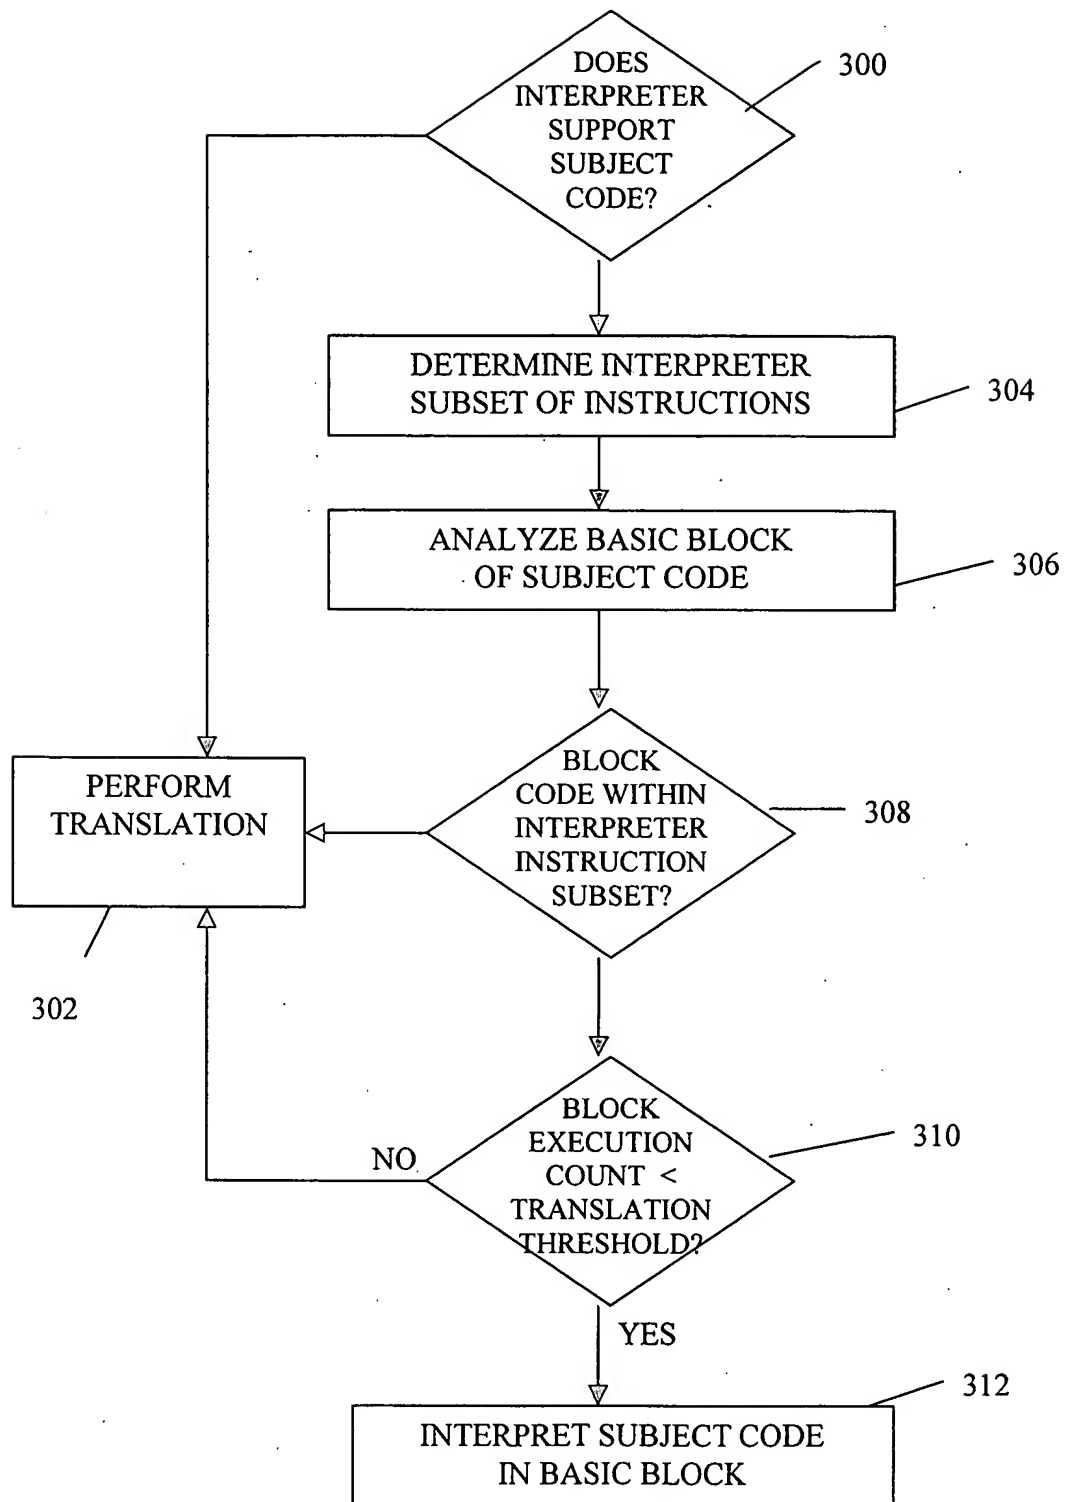 DOES
INTERPRETER
SUPPORT
SUBJECT
CODE?
300
DETERMINE INTERPRETER
SUBSET OF INSTRUCTIONS
304
ANALYZE BASIC BLOCK
OF SUBJECT CODE
306
BLOCK
CODE WITHIN
INTERPRETER
INSTRUCTION
SUBSET?
308
PERFORM
TRANSLATION
302
BLOCK
EXECUTION
COUNT <
TRANSLATION
THRESHOLD?
310
NO
YES
312
INTERPRET SUBJECT CODE
IN BASIC BLOCK